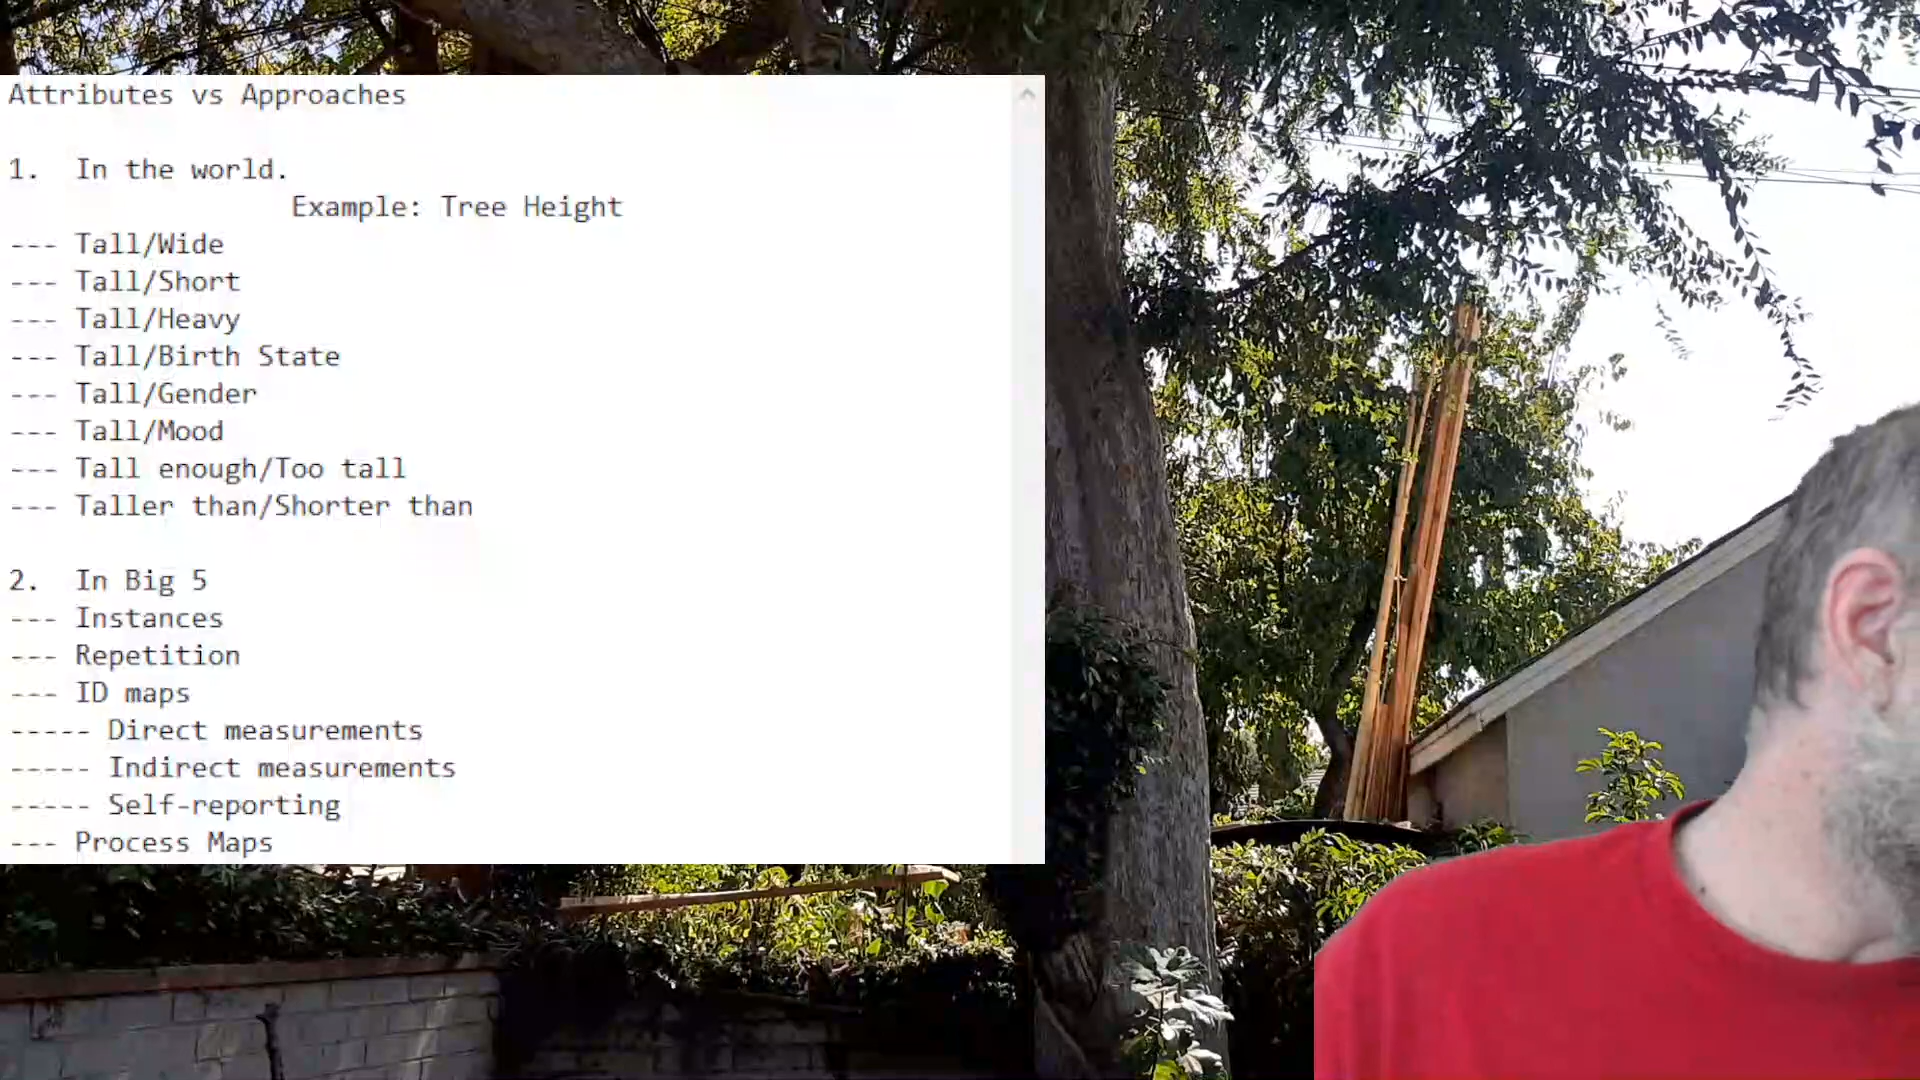 Attributes vs Approaches
1. In the world.
Example: Tree Height
--- Tall/Wide
--- Tall/Short
--- Tall/Heavy
--- Tall/Birth State
--- Tall/Gender
--- Tall/Mood
--- Tall enough/Too tall
--- Taller than/Shorter than
2. In Big 5
--- Instances
--- Repetition
--- ID maps
----- Direct measurements
----- Indirect measurements
----- Self-reporting
--- Process Maps